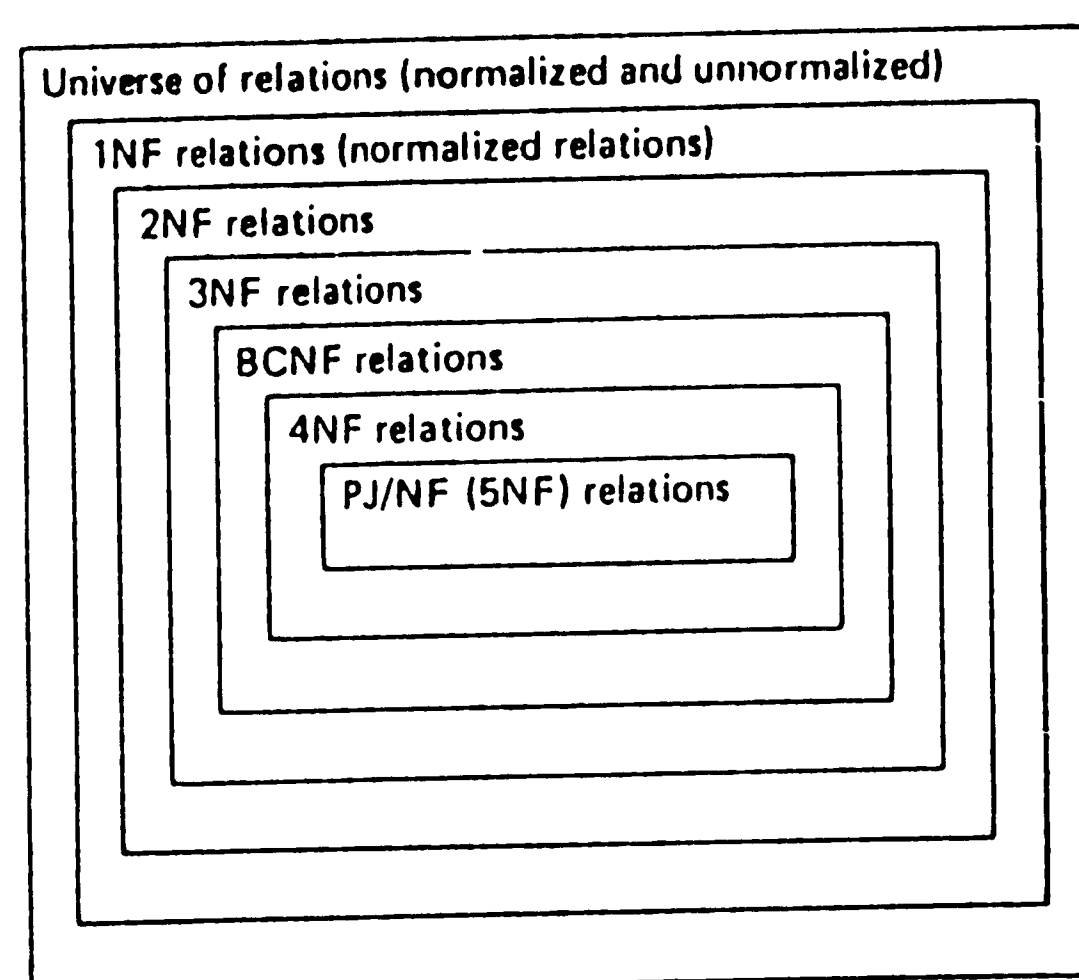 Universe of relations (normalized and unnormalized)
1NF relations (normalized relations)
2NF relations
3NF relations
BCNF relations
4NF relations
PJ/NF (5NF) relations